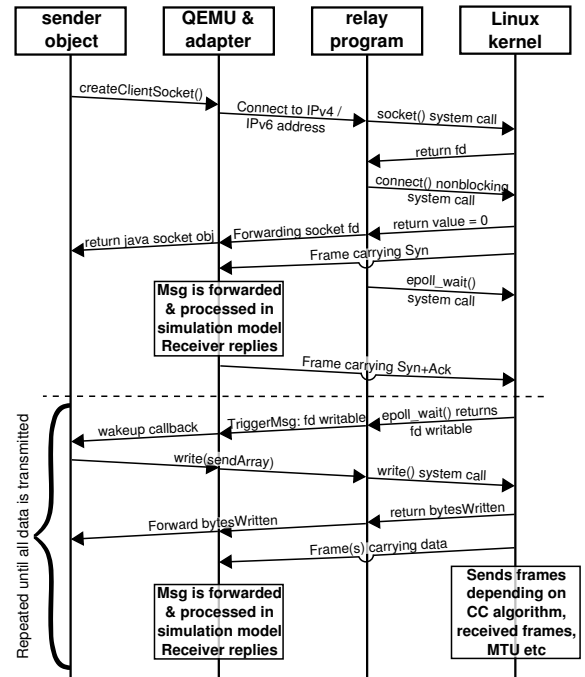 sender
object
QEMU &
adapter
relay
program
Linux
kernel
createClientSocket()
Connect to IPv4 /
IPv6 address
socket() system call
return fd
connect() nonblocking
system call
return value = 0
Forwarding socket fd
return java socket obj
Frame carrying Syn
epoll_wait()
system call
Msg is forwarded
& processed in
simulation model
Receiver replies
Frame carrying Syn+Ack
Repeated until all data is transmitted
epoll_wait() returns
fd writable
TriggerMsg: fd writable
wakeup callback
write(sendArray)
write() system call
return bytesWritten
Forward bytesWritten
Frame(s) carrying data
Msg is forwarded
& processed in
simulation model
Receiver replies
Sends frames
depending on
CC algorithm,
received frames,
MTU etc